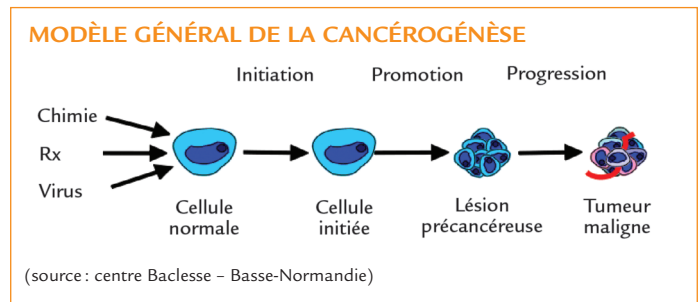 MODÈLE GÉNÉRAL DE LA CANCÉROGÉNÈSE
Initiation Promotion Progression
Chimie
Rx
Virus
Cellule normale
Cellule initiée
Lésion précancéreuse
Tumeur maligne
(source : centre Baclesse – Basse-Normandie)